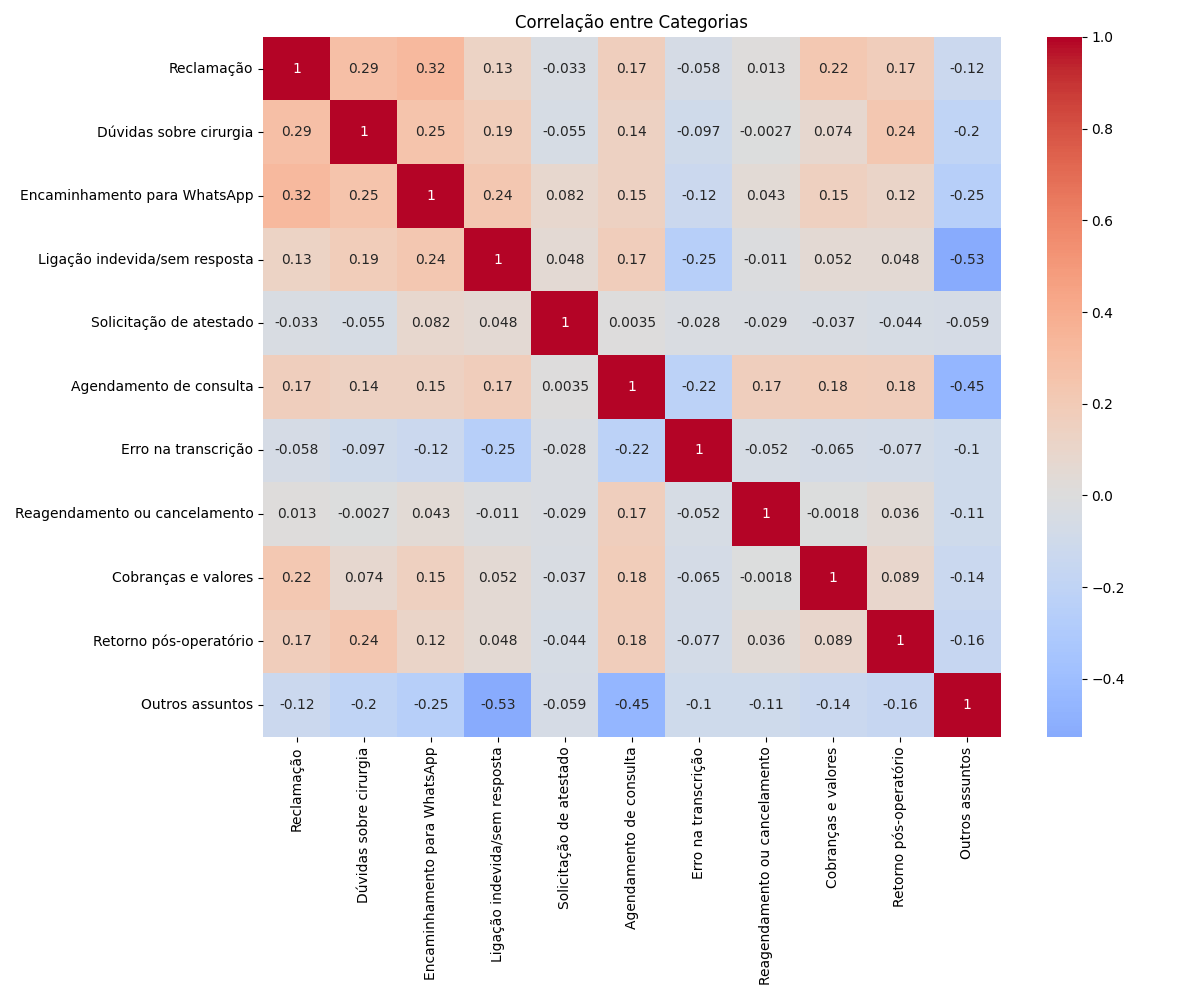 Correlação entre Categorias
Reclamação 1 0.29 0.32 0.13 -0.033 0.17 -0.058 0.013 0.22 0.17 -0.12
Dúvidas sobre cirurgia 0.29 1 0.25 0.19 -0.055 0.14 -0.097 -0.0027 0.074 0.24 -0.2
Encaminhamento para WhatsApp 0.32 0.25 1 0.24 0.082 0.15 -0.12 0.043 0.15 0.12 -0.25
Ligação indevida/sem resposta 0.13 0.19 0.24 1 0.048 0.17 -0.25 -0.011 0.052 0.048 -0.53
Solicitação de atestado -0.033 -0.055 0.082 0.048 1 0.0035 -0.028 -0.029 -0.037 -0.044 -0.059
Agendamento de consulta 0.17 0.14 0.15 0.17 0.0035 1 -0.22 0.17 0.18 0.18 -0.45
Erro na transcrição -0.058 -0.097 -0.12 -0.25 -0.028 -0.22 1 -0.052 -0.065 -0.077 -0.1
Reagendamento ou cancelamento 0.013 -0.0027 0.043 -0.011 -0.029 0.17 -0.052 1 -0.0018 0.036 -0.11
Cobranças e valores 0.22 0.074 0.15 0.052 -0.037 0.18 -0.065 -0.0018 1 0.089 -0.14
Retorno pós-operatório 0.17 0.24 0.12 0.048 -0.044 0.18 -0.077 0.036 0.089 1 -0.16
Outros assuntos -0.12 -0.2 -0.25 -0.53 -0.059 -0.45 -0.1 -0.11 -0.14 -0.16 1
Reclamação
Dúvidas sobre cirurgia
Encaminhamento para WhatsApp
Ligação indevida/sem resposta
Solicitação de atestado
Agendamento de consulta
Erro na transcrição
Reagendamento ou cancelamento
Cobranças e valores
Retorno pós-operatório
Outros assuntos
1.0
0.8
0.6
0.4
0.2
0.0
−0.2
−0.4